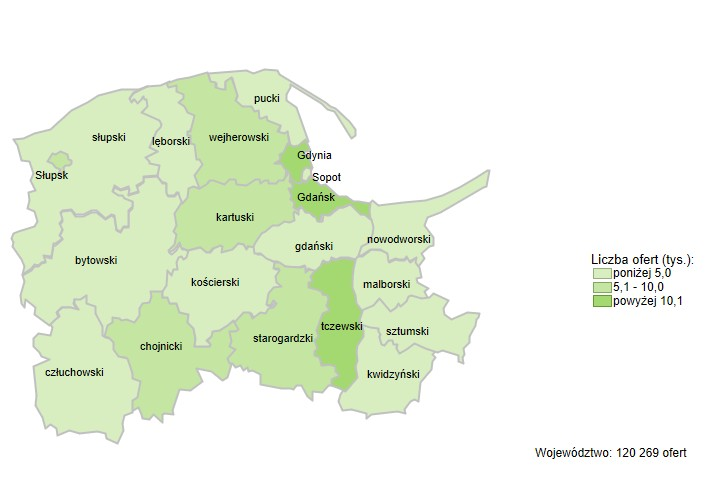 pucki
słupski
lęborski
wejherowski
Gdynia
Słupsk
Sopot
Gdańsk
kartuski
nowodworski
gdański
bytowski
kościerski
malborski
tczewski
sztumski
starogardzki
chojnicki
człuchowski
kwidzyński
Liczba ofert (tys.):
poniżej 5,0
5,1 - 10,0
powyżej 10,1
Województwo: 120 269 ofert